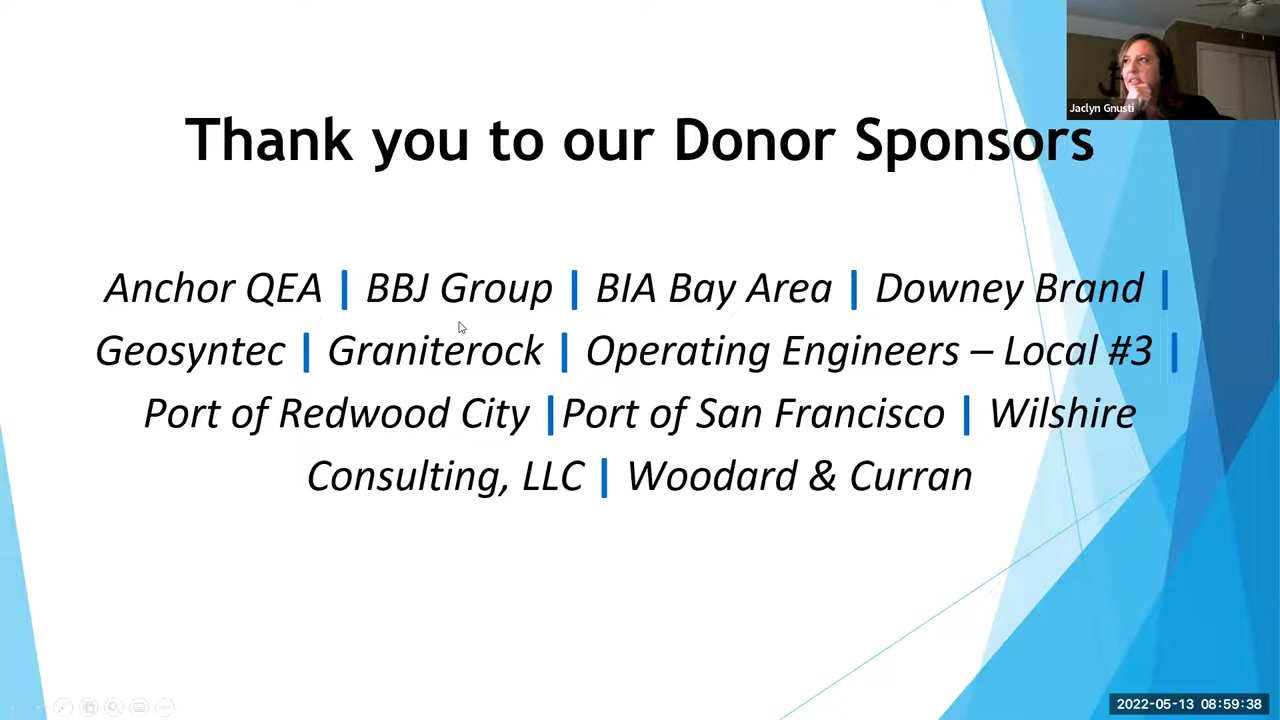 Jaclyn Gnusti
Thank you to our Donor Sponsors
Anchor QEA | BBJ Group | BIA Bay Area | Downey Brand |
Geosyntec | Graniterock | Operating Engineers – Local #3 |
Port of Redwood City |Port of San Francisco | Wilshire
Consulting, LLC | Woodard & Curran
2022-05-13 08:59:38